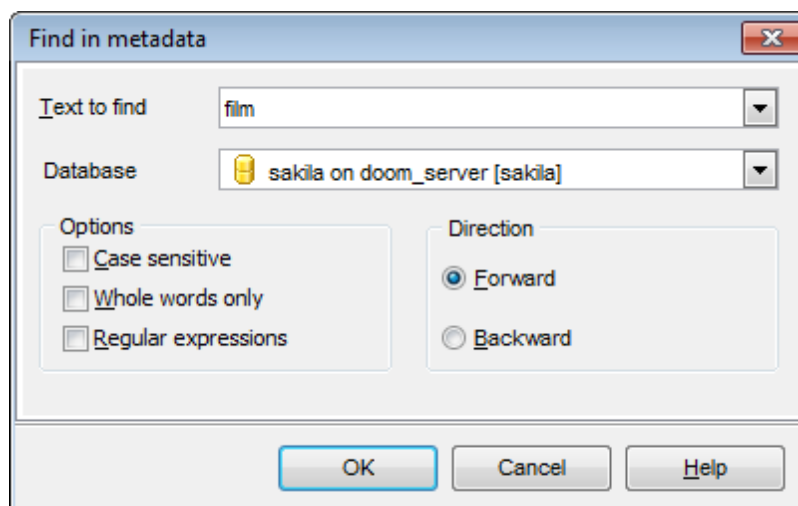 Find in metadata
Text to find
film
Database
sakila on doom_server [sakila]
Options
Case sensitive
Whole words only
Regular expressions
Direction
Forward
Backward
OK
Cancel
Help